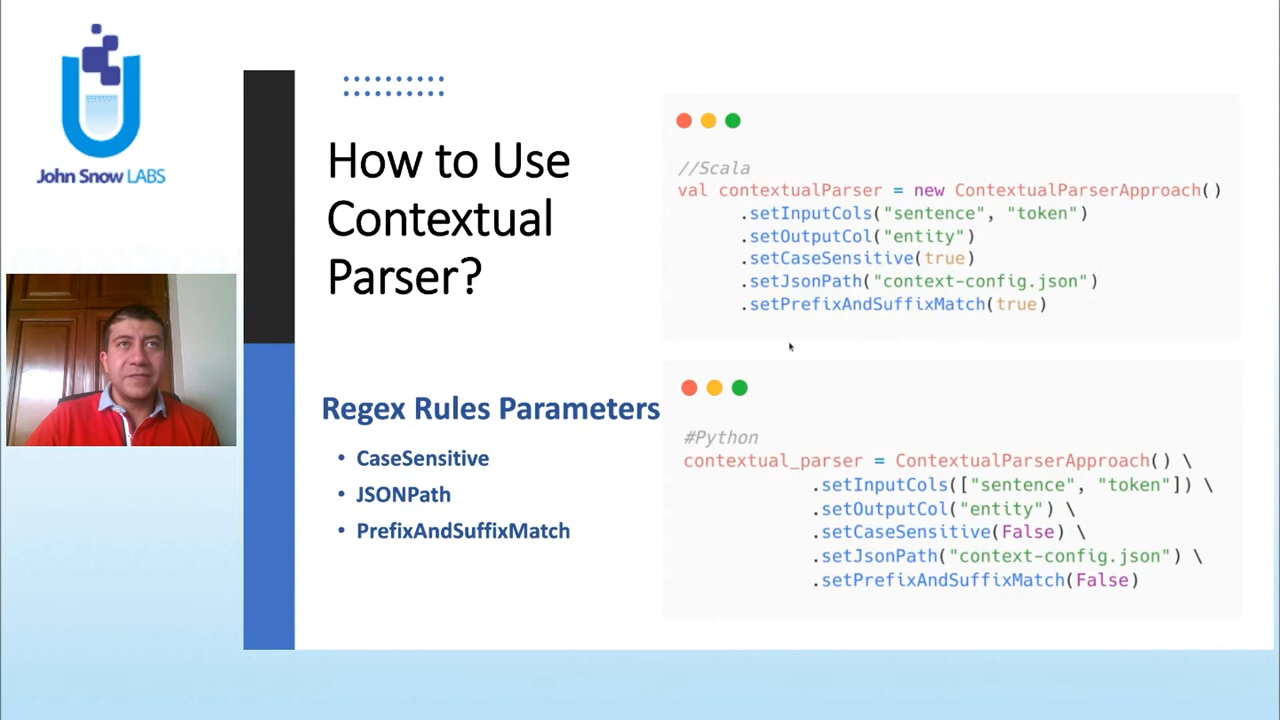 John Snow LABS
How to Use
Contextual
Parser?
Regex Rules Parameters
• CaseSensitive
• JSONPath
• PrefixAndSuffixMatch
//Scala
val contextualParser = new ContextualParserApproach()
.setInputCols("sentence", "token")
.setOutputCol("entity")
.setCaseSensitive(true)
.setJsonPath("context-config.json")
.setPrefixAndSuffixMatch(true)
#Python
contextual_parser = ContextualParserApproach() \
.setInputCols(["sentence", "token"]) \
.setOutputCol("entity") \
.setCaseSensitive(False) \
.setJsonPath("context-config.json") \
.setPrefixAndSuffixMatch(False)